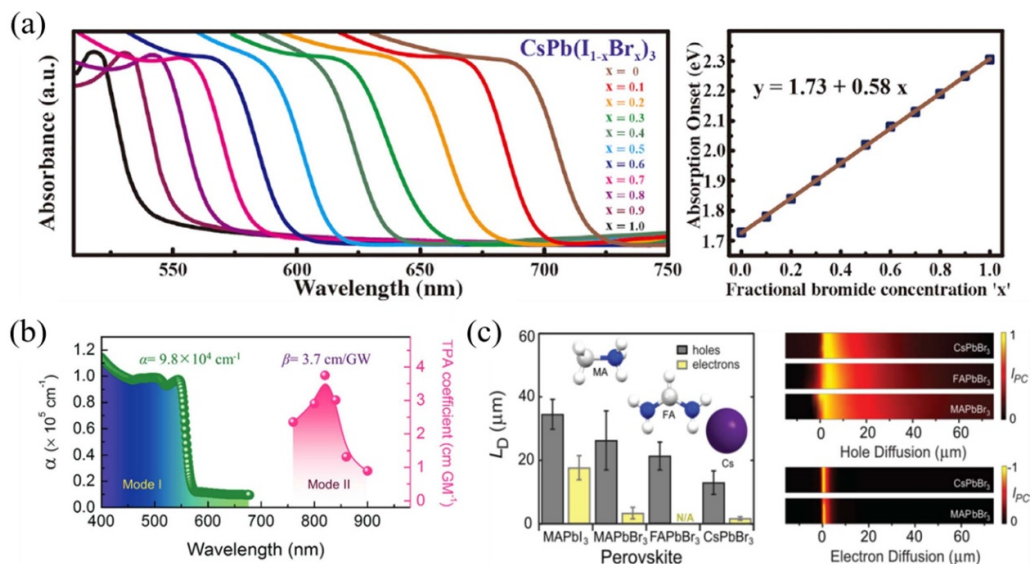 (a)
CsPb(I1-xBrx)3
x = 0
x = 0.1
x = 0.2
x = 0.3
x = 0.4
x = 0.5
x = 0.6
x = 0.7
x = 0.8
x = 0.9
x = 1.0
Absorbance (a.u.)
550 600 650 700 750
Wavelength (nm)
y = 1.73 + 0.58 x
Absorption Onset (eV)
2.3
2.2
2.1
2.0
1.9
1.8
1.7
0.0 0.2 0.4 0.6 0.8 1.0
Fractional bromide concentration 'x'
(b)
α= 9.8×10⁴ cm⁻¹
β= 3.7 cm/GW
α (× 10⁵ cm⁻¹)
1.2
1.0
0.8
0.6
0.4
0.2
0.0
Mode I
Mode II
TPA coefficient (cm GM⁻¹)
4
3
2
1
0
400 500 600 700 800 900
Wavelength (nm)
(c)
holes
electrons
MA
FA
Cs
N/A
LD (μm)
60
40
20
0
MAPbI3 MAPbBr3 FAPbBr3 CsPbBr3
Perovskite
CsPbBr3
FAPbBr3
MAPbBr3
1
IPC
0
0 20 40 60
Hole Diffusion (μm)
CsPbBr3
MAPbBr3
-1
IPC
0
0 20 40 60
Electron Diffusion (μm)